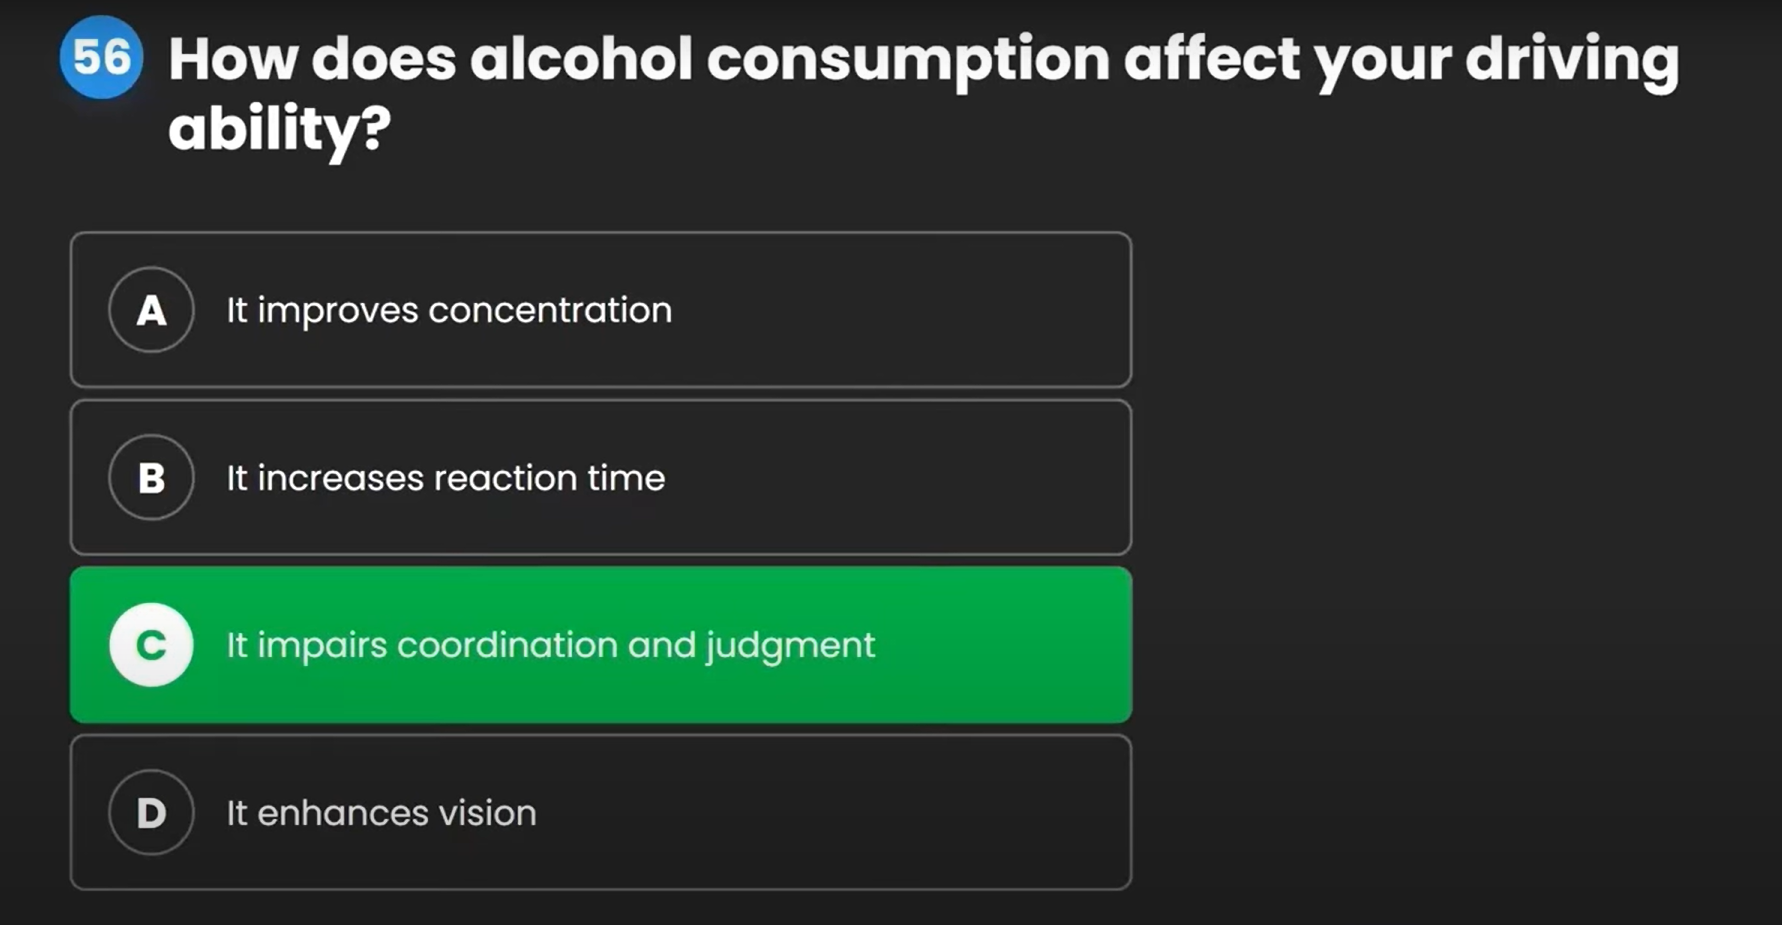 56 How does alcohol consumption affect your driving
ability?
A It improves concentration
B It increases reaction time
C It impairs coordination and judgment
D It enhances vision